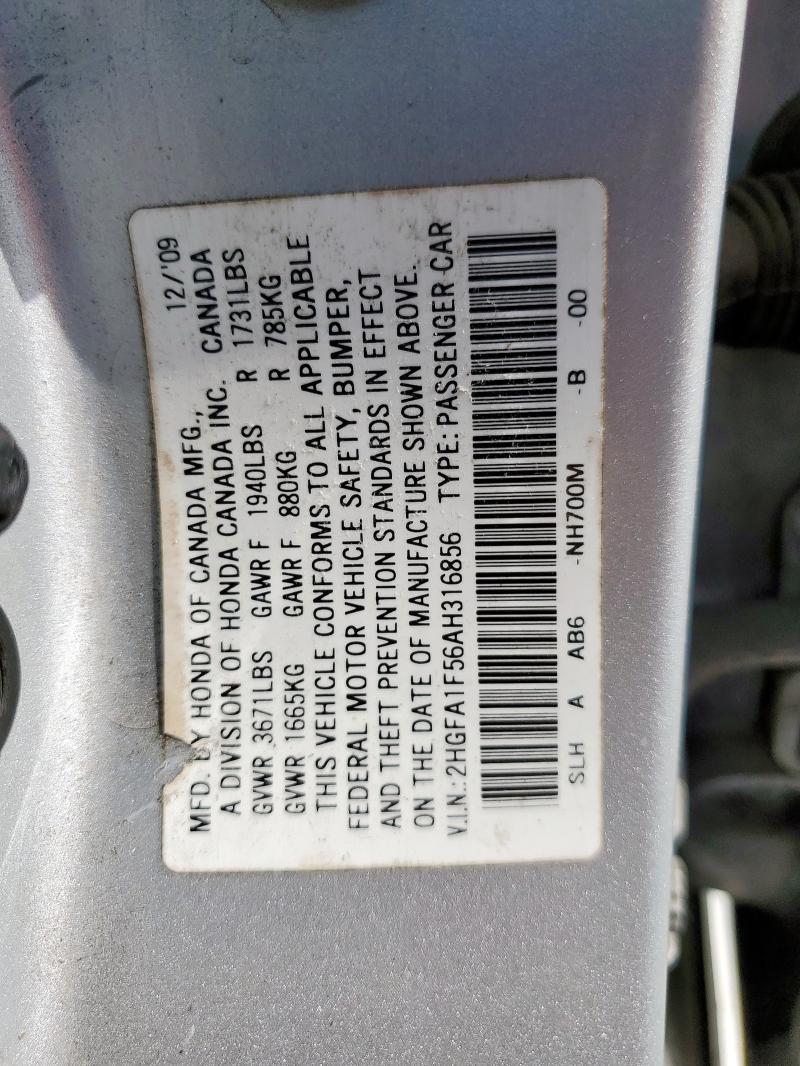 12/'09
MFD. BY HONDA OF CANADA MFG.,
A DIVISION OF HONDA CANADA INC. CANADA
GVWR 3671LBS GAWR F 1940LBS R 1731LBS
GVWR 1665KG GAWR F 880KG R 785KG
THIS VEHICLE CONFORMS TO ALL APPLICABLE
FEDERAL MOTOR VEHICLE SAFETY, BUMPER,
AND THEFT PREVENTION STANDARDS IN EFFECT
ON THE DATE OF MANUFACTURE SHOWN ABOVE.
V.I.N.: 2HGFA1F56AH316856 TYPE: PASSENGER CAR
SLH A AB6 -NH700M -B -00